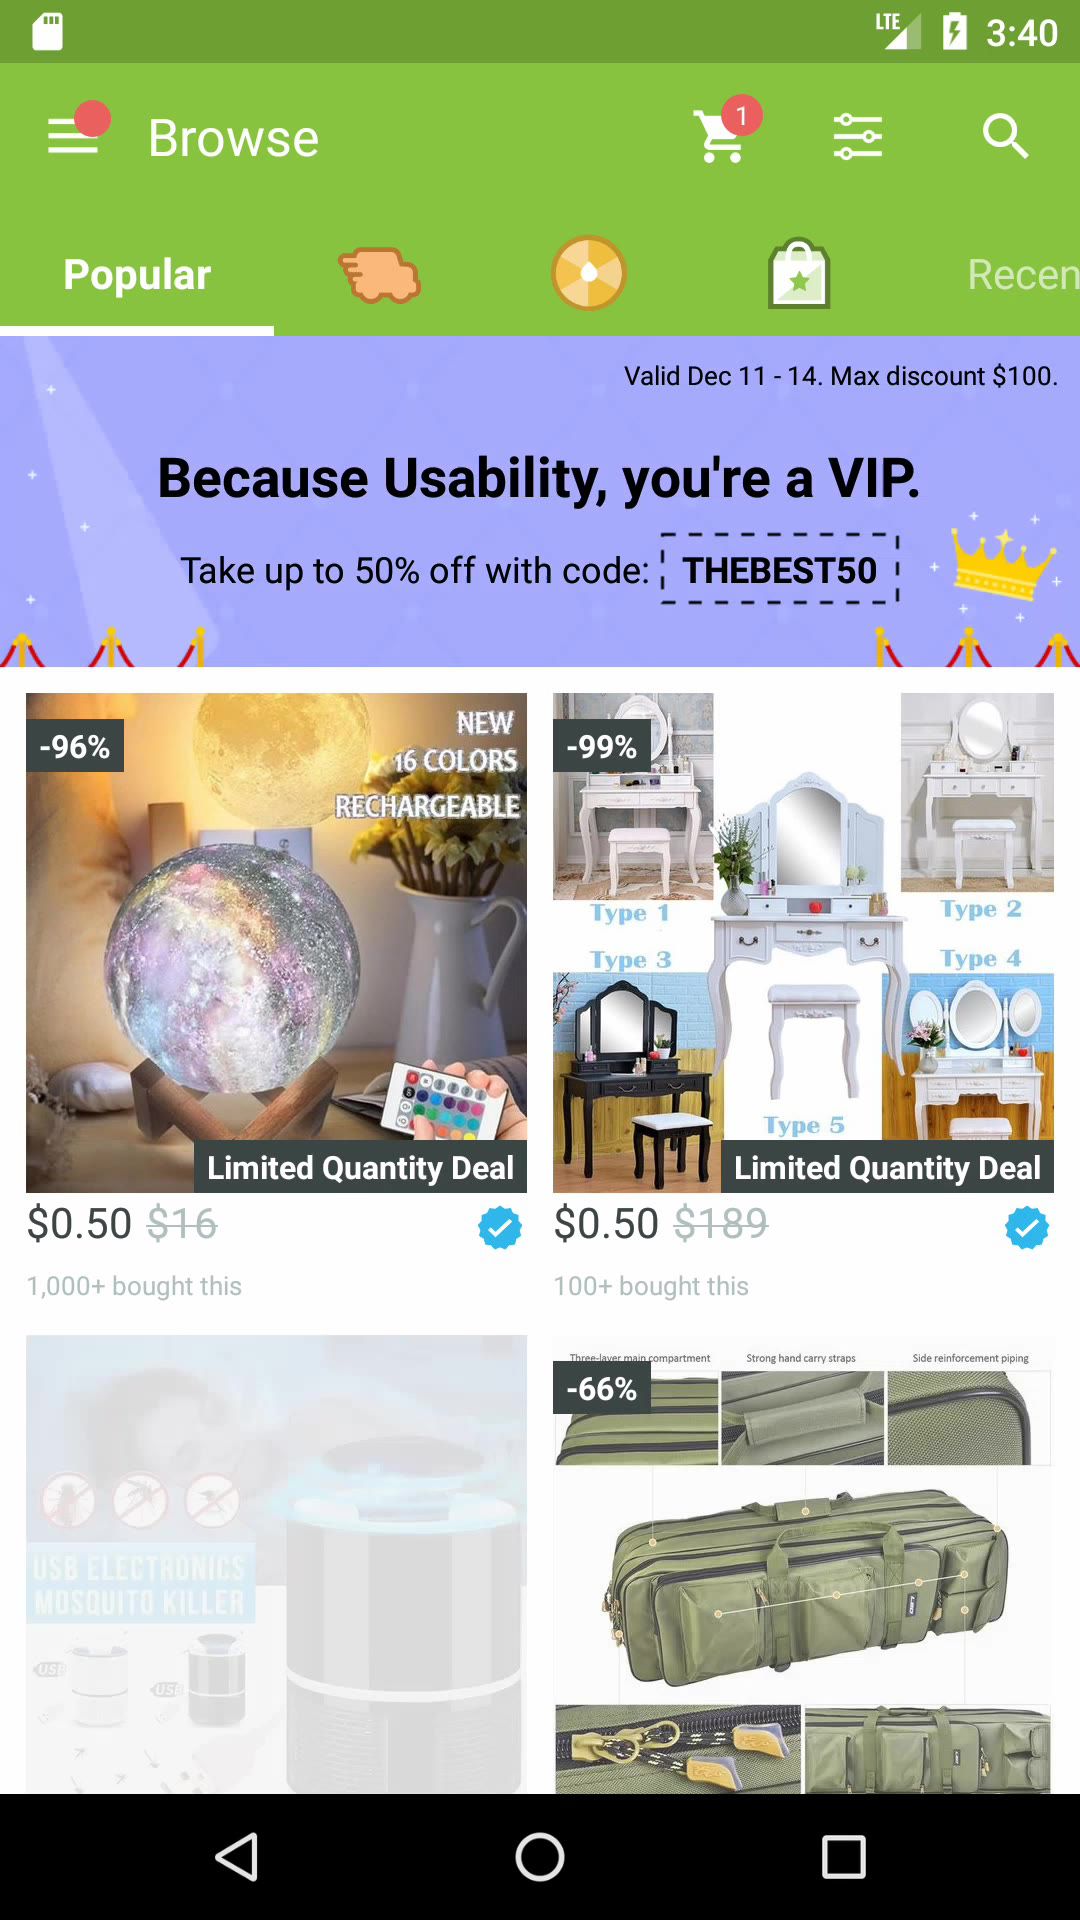 LTE 3:40
Browse
1
Popular
Recen
Valid Dec 11 - 14. Max discount $100.
Because Usability, you're a VIP.
Take up to 50% off with code: THEBEST50
-96%
NEW
16 COLORS
RECHARGEABLE
Limited Quantity Deal
$0.50 $16
1,000+ bought this
-99%
Type 1
Type 2
Type 3
Type 4
Type 5
Limited Quantity Deal
$0.50 $189
100+ bought this
USB ELECTRONICS
MOSQUITO KILLER
USB
USB
Three-layer main compartment
Strong hand carry straps
Side reinforcement piping
-66%